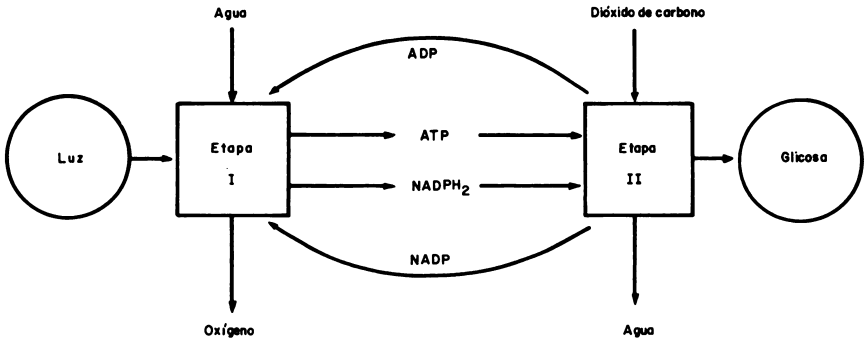 Agua
Dióxido de carbono
ADP
Luz
Etapa
I
ATP
NADPH₂
Etapa
II
Glicosa
NADP
Oxígeno
Agua